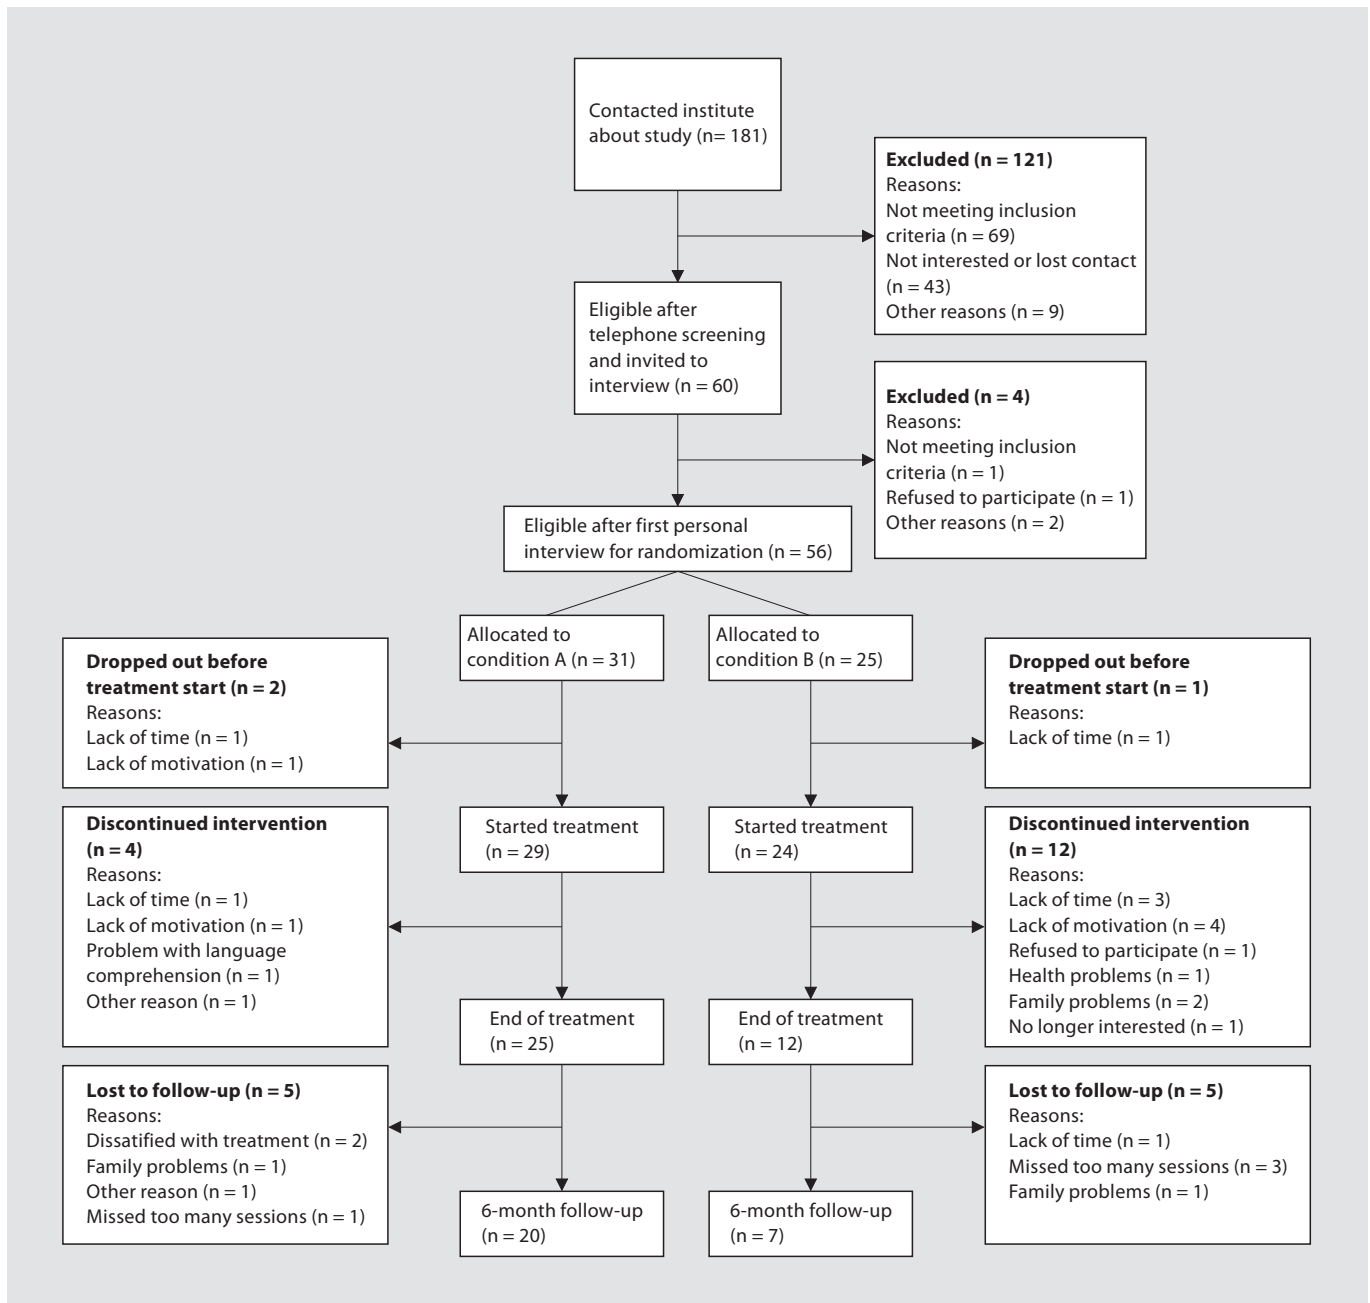 Contacted institute
about study (n= 181)
Excluded (n = 121)
Reasons:
Not meeting inclusion
criteria (n = 69)
Not interested or lost contact
(n = 43)
Other reasons (n = 9)
Eligible after
telephone screening
and invited to
interview (n = 60)
Excluded (n = 4)
Reasons:
Not meeting inclusion
criteria (n = 1)
Refused to participate (n = 1)
Other reasons (n = 2)
Eligible after first personal
interview for randomization (n = 56)
Allocated to
condition A (n = 31)
Allocated to
condition B (n = 25)
Dropped out before
treatment start (n = 2)
Reasons:
Lack of time (n = 1)
Lack of motivation (n = 1)
Dropped out before
treatment start (n = 1)
Reasons:
Lack of time (n = 1)
Started treatment
(n = 29)
Started treatment
(n = 24)
Discontinued intervention
(n = 4)
Reasons:
Lack of time (n = 1)
Lack of motivation (n = 1)
Problem with language
comprehension (n = 1)
Other reason (n = 1)
Discontinued intervention
(n = 12)
Reasons:
Lack of time (n = 3)
Lack of motivation (n = 4)
Refused to participate (n = 1)
Health problems (n = 1)
Family problems (n = 2)
No longer interested (n = 1)
End of treatment
(n = 25)
End of treatment
(n = 12)
Lost to follow-up (n = 5)
Reasons:
Dissatified with treatment (n = 2)
Family problems (n = 1)
Other reason (n = 1)
Missed too many sessions (n = 1)
Lost to follow-up (n = 5)
Reasons:
Lack of time (n = 1)
Missed too many sessions (n = 3)
Family problems (n = 1)
6-month follow-up
(n = 20)
6-month follow-up
(n = 7)